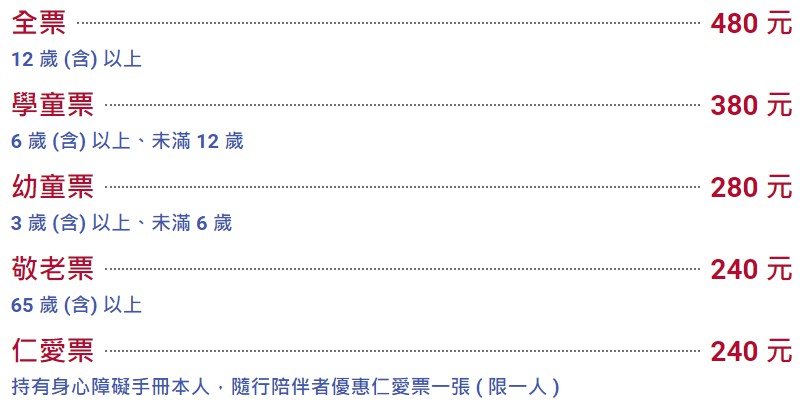 全票 480 元
12 歲 (含) 以上
學童票 380 元
6 歲 (含) 以上、未滿 12 歲
幼童票 280 元
3 歲 (含) 以上、未滿 6 歲
敬老票 240 元
65 歲 (含) 以上
仁愛票 240 元
持有身心障礙手冊本人，隨行陪伴者優惠仁愛票一張 ( 限一人 )